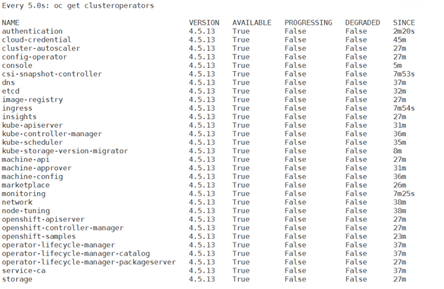 Every 5.0s: oc get clusteroperators
NAME VERSION AVAILABLE PROGRESSING DEGRADED SINCE
authentication 4.5.13 True False False 2m20s
cloud-credential 4.5.13 True False False 45m
cluster-autoscaler 4.5.13 True False False 27m
config-operator 4.5.13 True False False 27m
console 4.5.13 True False False 5m
csi-snapshot-controller 4.5.13 True False False 7m53s
dns 4.5.13 True False False 37m
etcd 4.5.13 True False False 32m
image-registry 4.5.13 True False False 27m
ingress 4.5.13 True False False 7m54s
insights 4.5.13 True False False 27m
kube-apiserver 4.5.13 True False False 31m
kube-controller-manager 4.5.13 True False False 36m
kube-scheduler 4.5.13 True False False 35m
kube-storage-version-migrator 4.5.13 True False False 8m
machine-api 4.5.13 True False False 27m
machine-approver 4.5.13 True False False 31m
machine-config 4.5.13 True False False 36m
marketplace 4.5.13 True False False 26m
monitoring 4.5.13 True False False 7m25s
network 4.5.13 True False False 38m
node-tuning 4.5.13 True False False 38m
openshift-apiserver 4.5.13 True False False 27m
openshift-controller-manager 4.5.13 True False False 27m
openshift-samples 4.5.13 True False False 23m
operator-lifecycle-manager 4.5.13 True False False 37m
operator-lifecycle-manager-catalog 4.5.13 True False False 37m
operator-lifecycle-manager-packageserver 4.5.13 True False False 27m
service-ca 4.5.13 True False False 37m
storage 4.5.13 True False False 27m